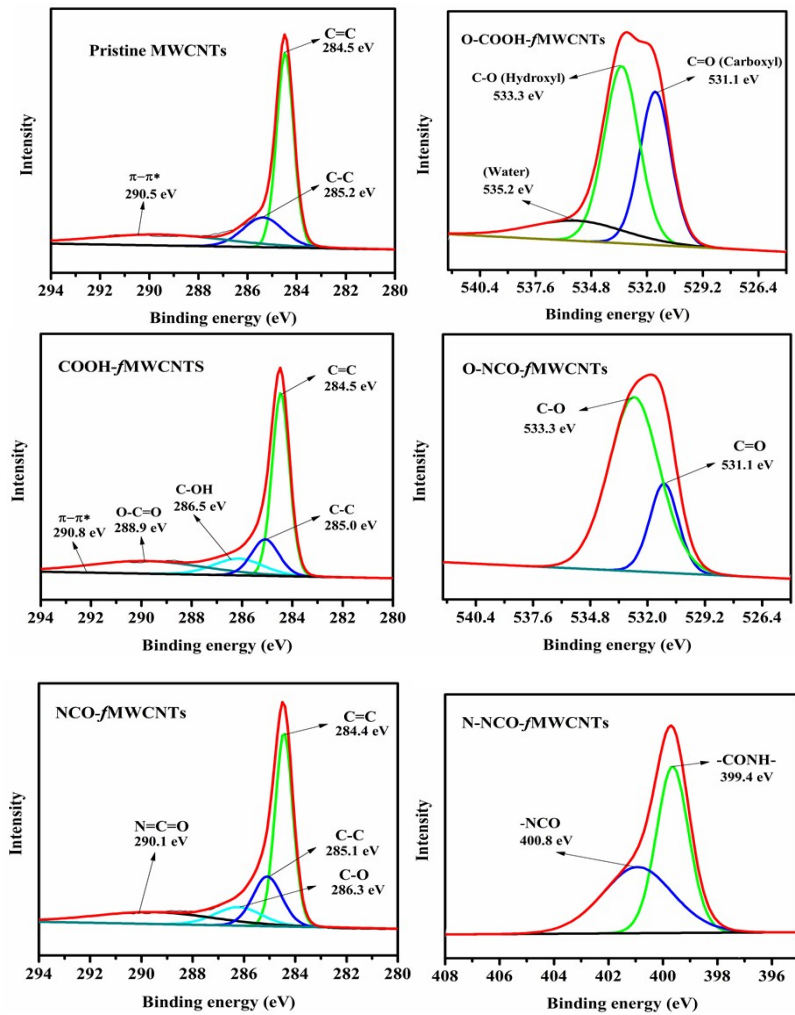 Pristine MWCNTs
C=C
284.5 eV
C-C
285.2 eV
π−π*
290.5 eV
Intensity
294 292 290 288 286 284 282 280
Binding energy (eV)
O-COOH-fMWCNTs
C-O (Hydroxyl)
533.3 eV
C=O (Carboxyl)
531.1 eV
(Water)
535.2 eV
Intensity
540.4 537.6 534.8 532.0 529.2 526.4
Binding energy (eV)
COOH-fMWCNTS
C=C
284.5 eV
C-OH
286.5 eV
O-C=O
288.9 eV
π−π*
290.8 eV
C-C
285.0 eV
Intensity
294 292 290 288 286 284 282 280
Binding energy (eV)
O-NCO-fMWCNTs
C-O
533.3 eV
C=O
531.1 eV
Intensity
540.4 537.6 534.8 532.0 529.2 526.4
Binding energy (eV)
NCO-fMWCNTs
C=C
284.4 eV
N=C=O
290.1 eV
C-C
285.1 eV
C-O
286.3 eV
Intensity
294 292 290 288 286 284 282 280
Binding energy (eV)
N-NCO-fMWCNTs
-CONH-
399.4 eV
-NCO
400.8 eV
Intensity
408 406 404 402 400 398 396
Binding energy (eV)